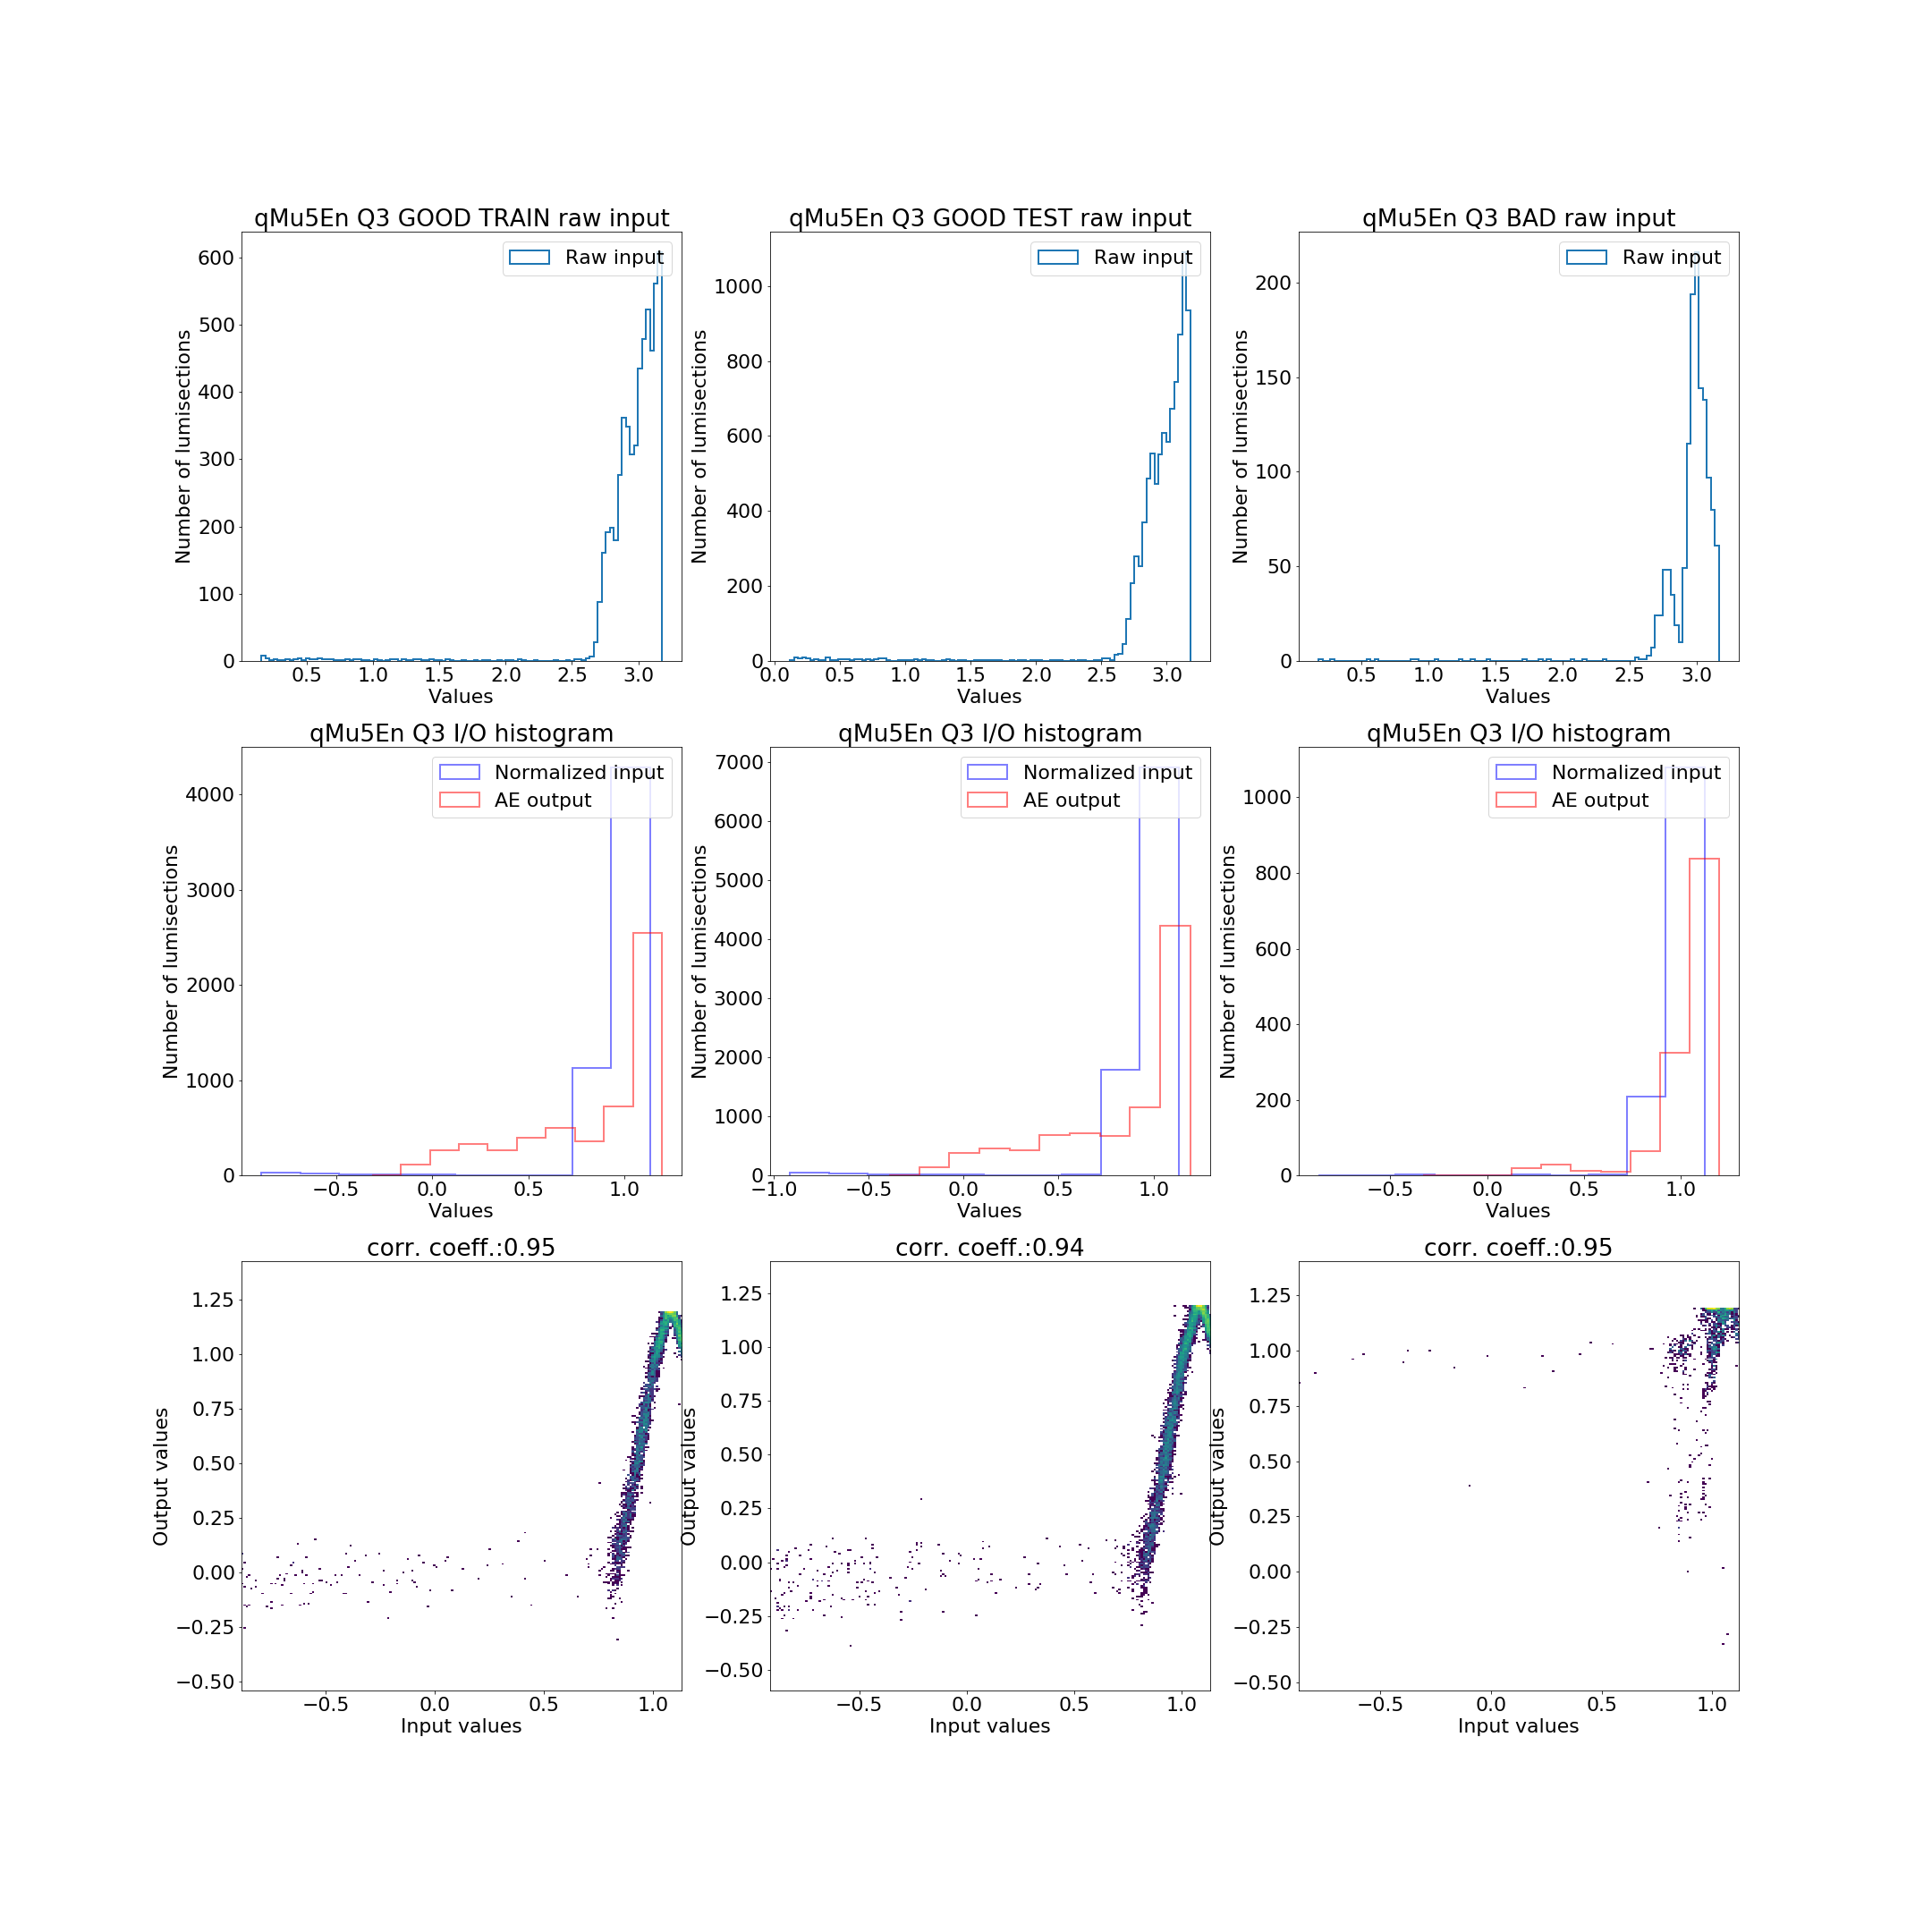 qMu5En Q3 GOOD TRAIN raw input
Raw input
Number of lumisections
0
100
200
300
400
500
600
0.5 1.0 1.5 2.0 2.5 3.0
Values
qMu5En Q3 GOOD TEST raw input
Raw input
Number of lumisections
0
200
400
600
800
1000
0.0 0.5 1.0 1.5 2.0 2.5 3.0
Values
qMu5En Q3 BAD raw input
Raw input
Number of lumisections
0
50
100
150
200
0.5 1.0 1.5 2.0 2.5 3.0
Values
qMu5En Q3 I/O histogram
Normalized input
AE output
Number of lumisections
0
1000
2000
3000
4000
−0.5 0.0 0.5 1.0
Values
qMu5En Q3 I/O histogram
Normalized input
AE output
Number of lumisections
0
1000
2000
3000
4000
5000
6000
7000
−1.0 −0.5 0.0 0.5 1.0
Values
qMu5En Q3 I/O histogram
Normalized input
AE output
Number of lumisections
0
200
400
600
800
1000
−0.5 0.0 0.5 1.0
Values
corr. coeff.:0.95
Output values
−0.50
−0.25
0.00
0.25
0.50
0.75
1.00
1.25
−0.5 0.0 0.5 1.0
Input values
corr. coeff.:0.94
Output values
−0.50
−0.25
0.00
0.25
0.50
0.75
1.00
1.25
−0.5 0.0 0.5 1.0
Input values
corr. coeff.:0.95
Output values
−0.50
−0.25
0.00
0.25
0.50
0.75
1.00
1.25
−0.5 0.0 0.5 1.0
Input values